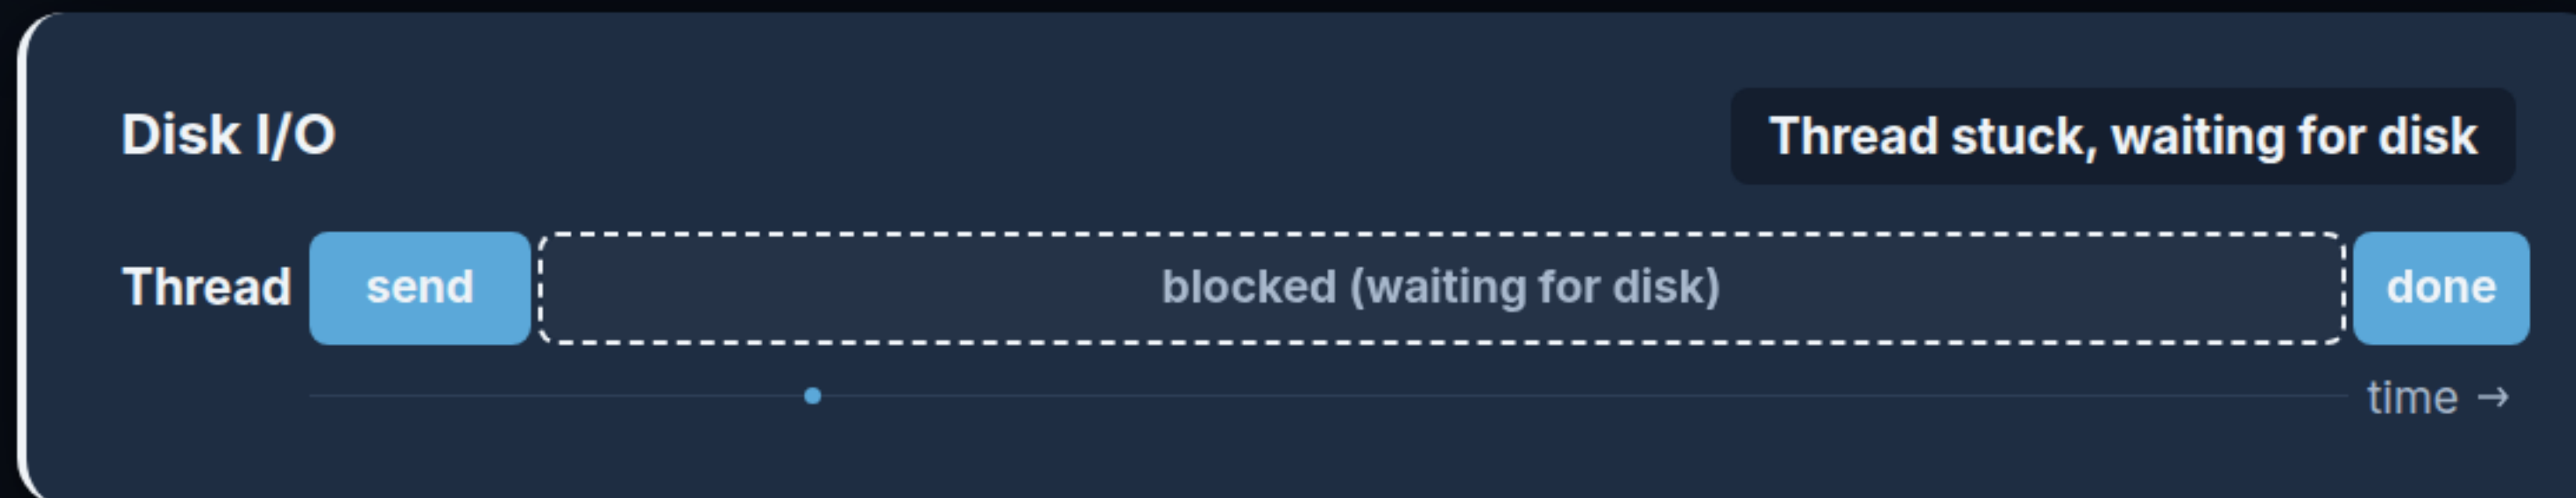 Disk I/O
Thread stuck, waiting for disk
Thread send blocked (waiting for disk) done
time →